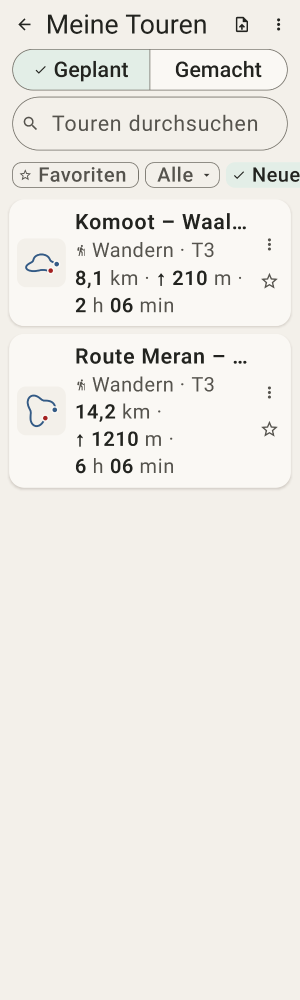 Meine Touren
Geplant Gemacht
Touren durchsuchen
Favoriten Alle Neue
Komoot – Waal…
Wandern · T3
8,1 km · ↑ 210 m ·
2 h 06 min
Route Meran – …
Wandern · T3
14,2 km ·
↑ 1210 m ·
6 h 06 min